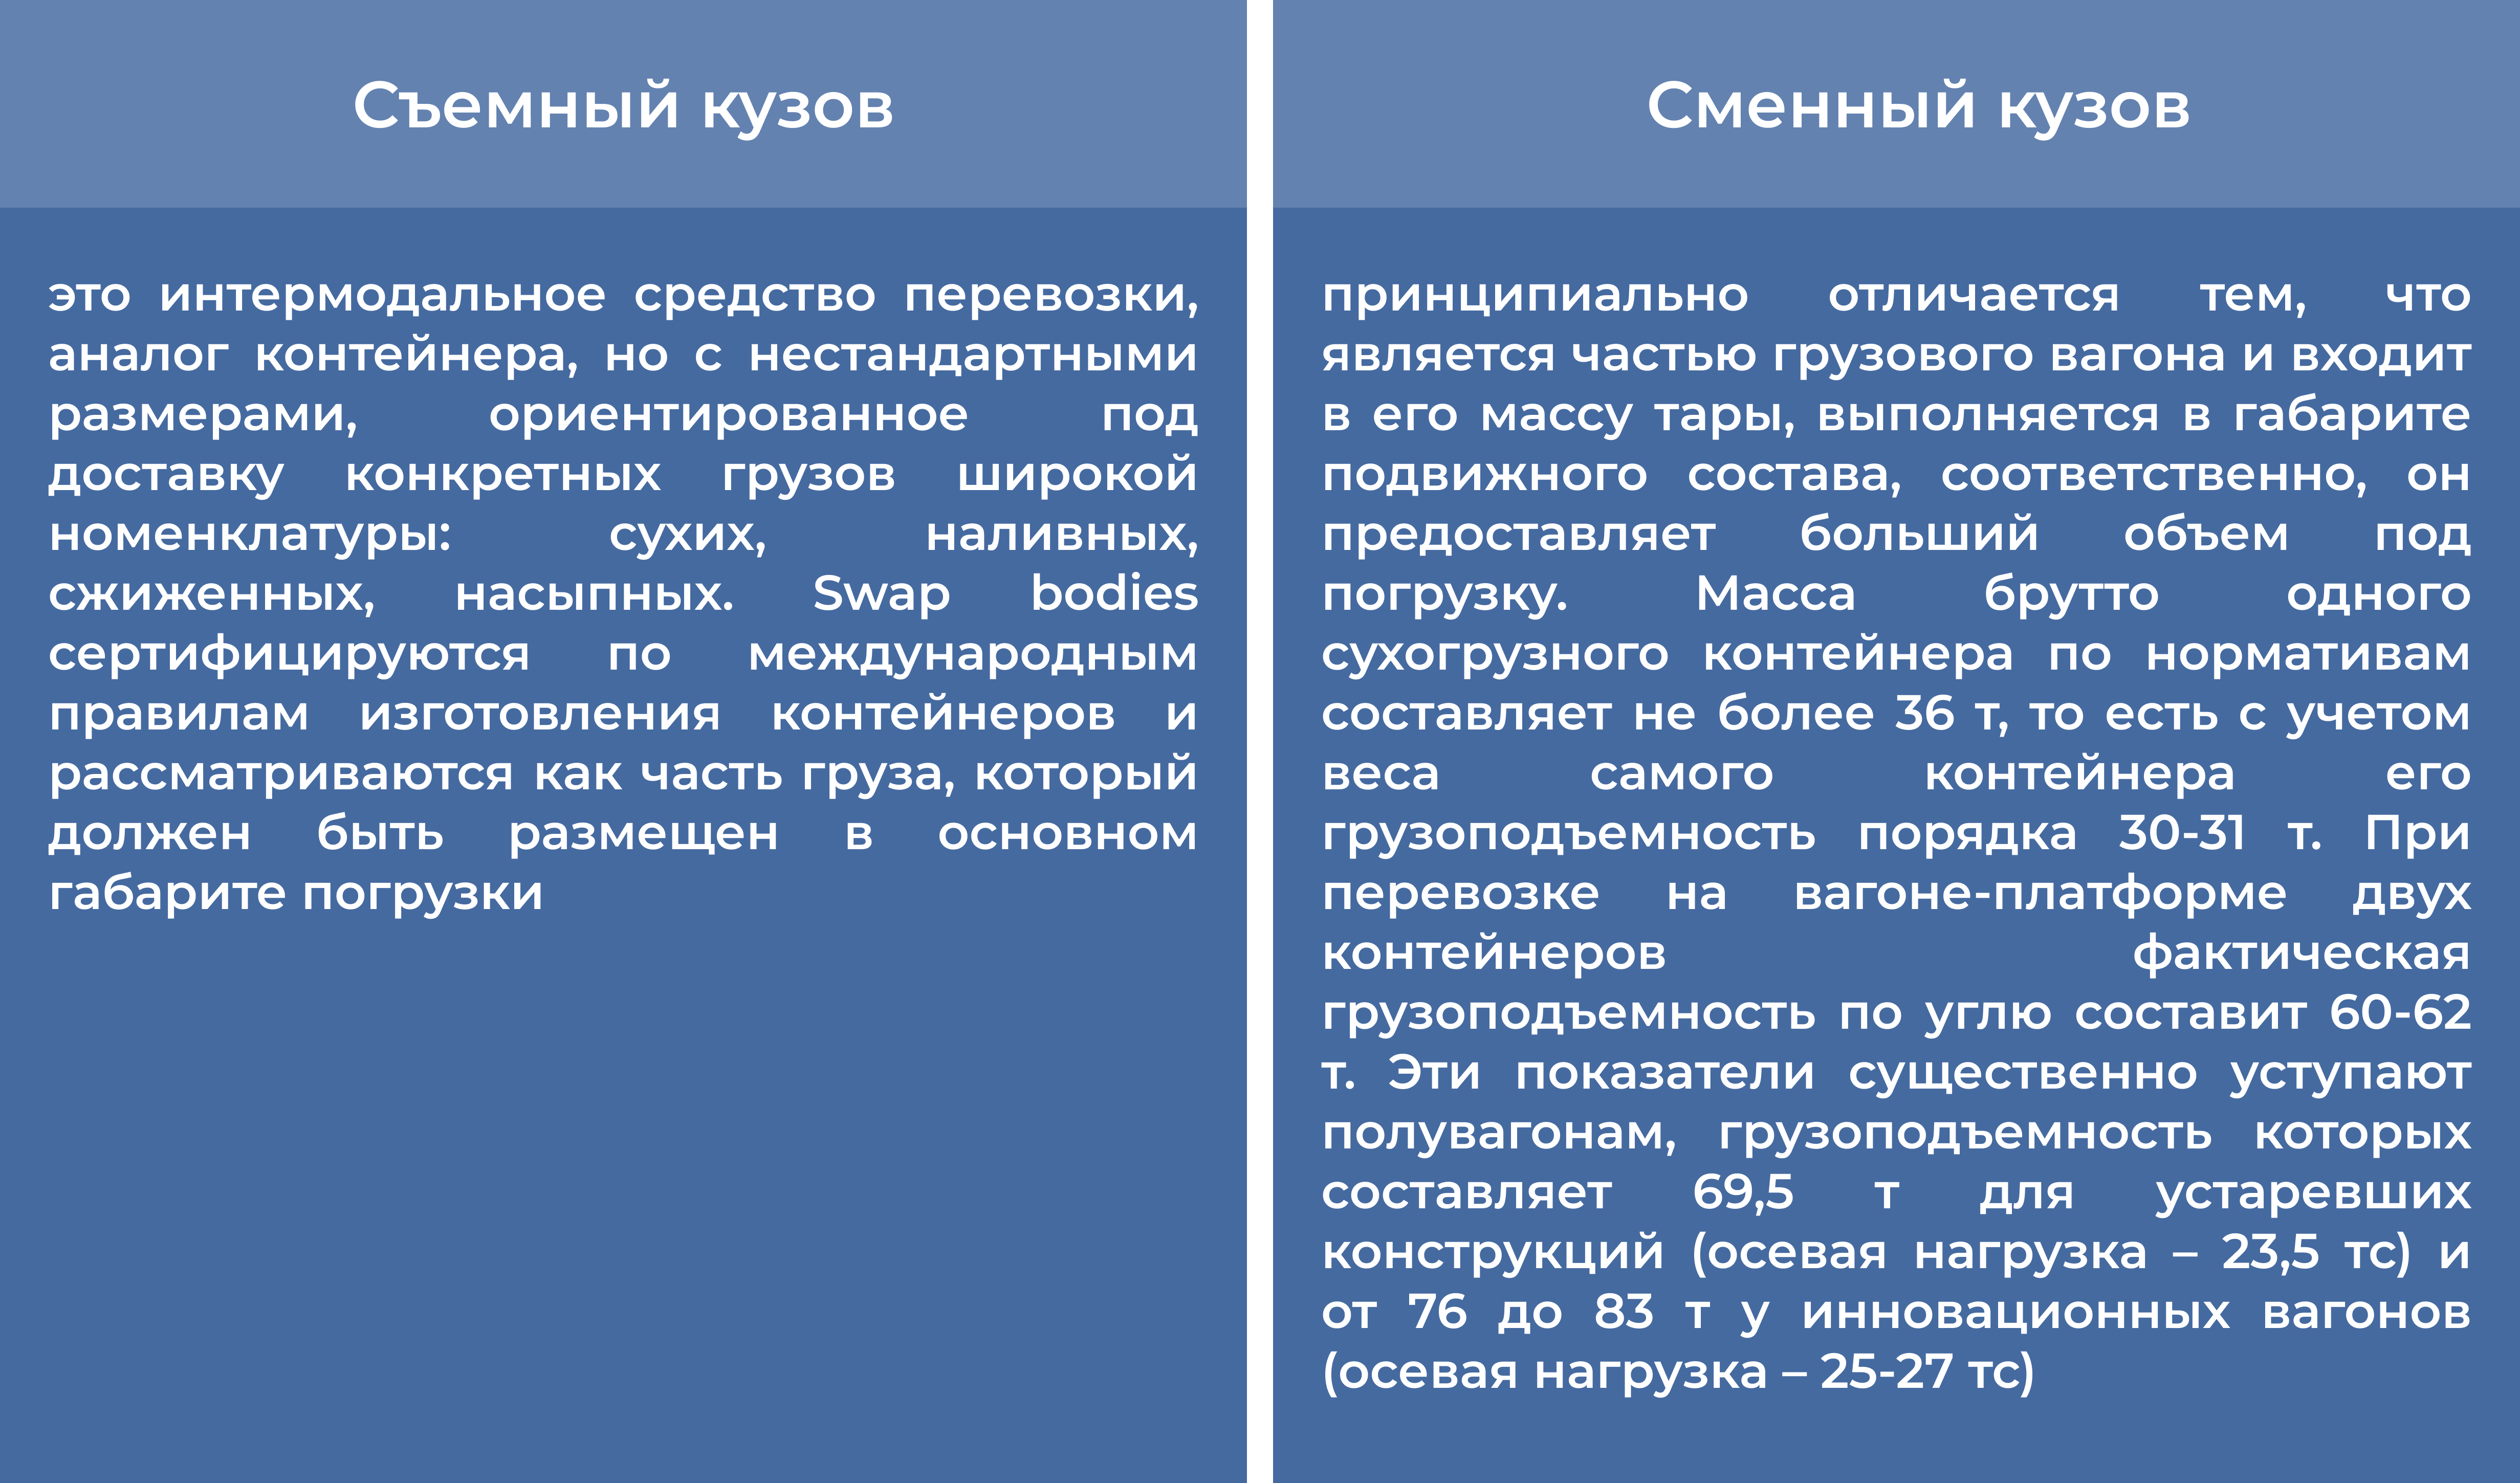 Съемный кузов
это интермодальное средство перевозки,
аналог контейнера, но с нестандартными
размерами, ориентированное под
доставку конкретных грузов широкой
номенклатуры: сухих, наливных,
сжиженных, насыпных. Swap bodies
сертифицируются по международным
правилам изготовления контейнеров и
рассматриваются как часть груза, который
должен быть размещен в основном
габарите погрузки
Сменный кузов
принципиально отличается тем, что
является частью грузового вагона и входит
в его массу тары, выполняется в габарите
подвижного состава, соответственно, он
предоставляет больший объем под
погрузку. Масса брутто одного
сухогрузного контейнера по нормативам
составляет не более 36 т, то есть с учетом
веса самого контейнера его
грузоподъемность порядка 30-31 т. При
перевозке на вагоне-платформе двух
контейнеров фактическая
грузоподъемность по углю составит 60-62
т. Эти показатели существенно уступают
полувагонам, грузоподъемность которых
составляет 69,5 т для устаревших
конструкций (осевая нагрузка – 23,5 тс) и
от 76 до 83 т у инновационных вагонов
(осевая нагрузка – 25-27 тс)